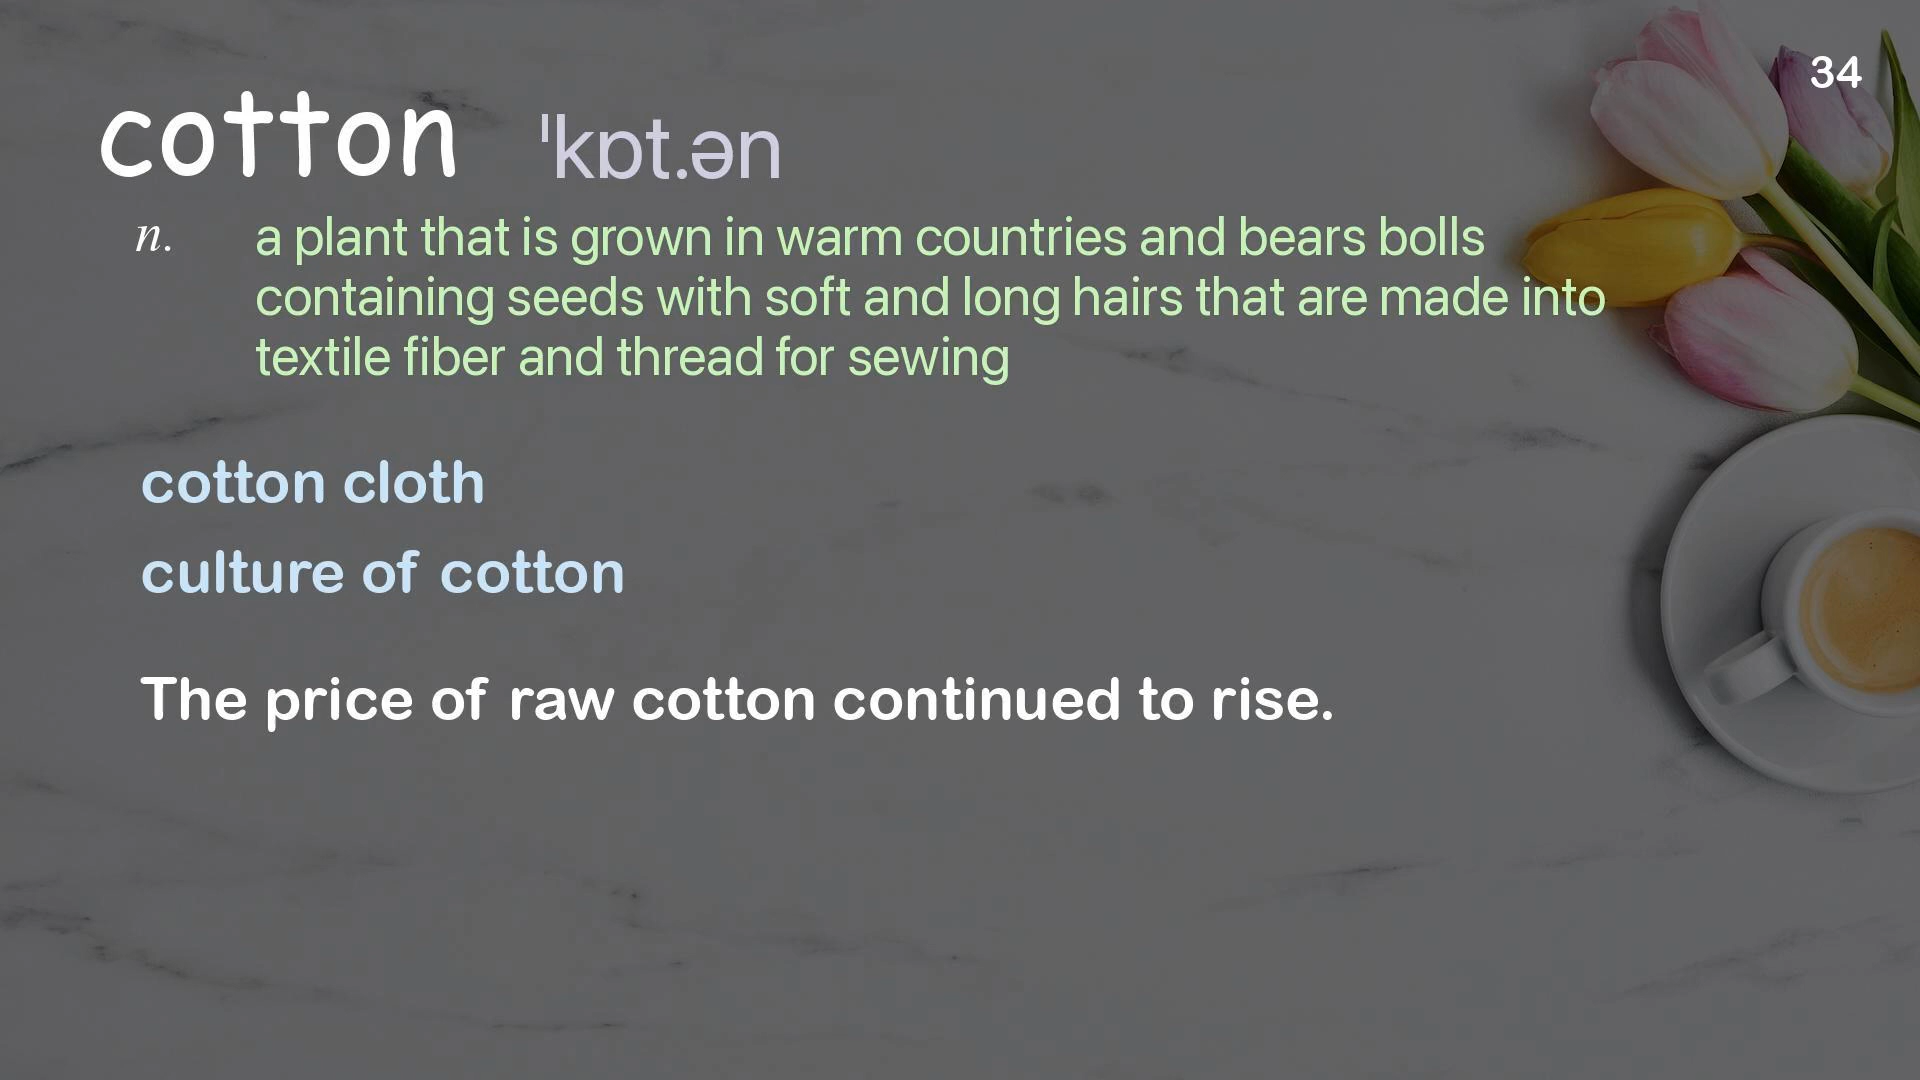 34
cotton ˈkɒt.ən
n. a plant that is grown in warm countries and bears bolls
containing seeds with soft and long hairs that are made into
textile fiber and thread for sewing
cotton cloth
culture of cotton
The price of raw cotton continued to rise.